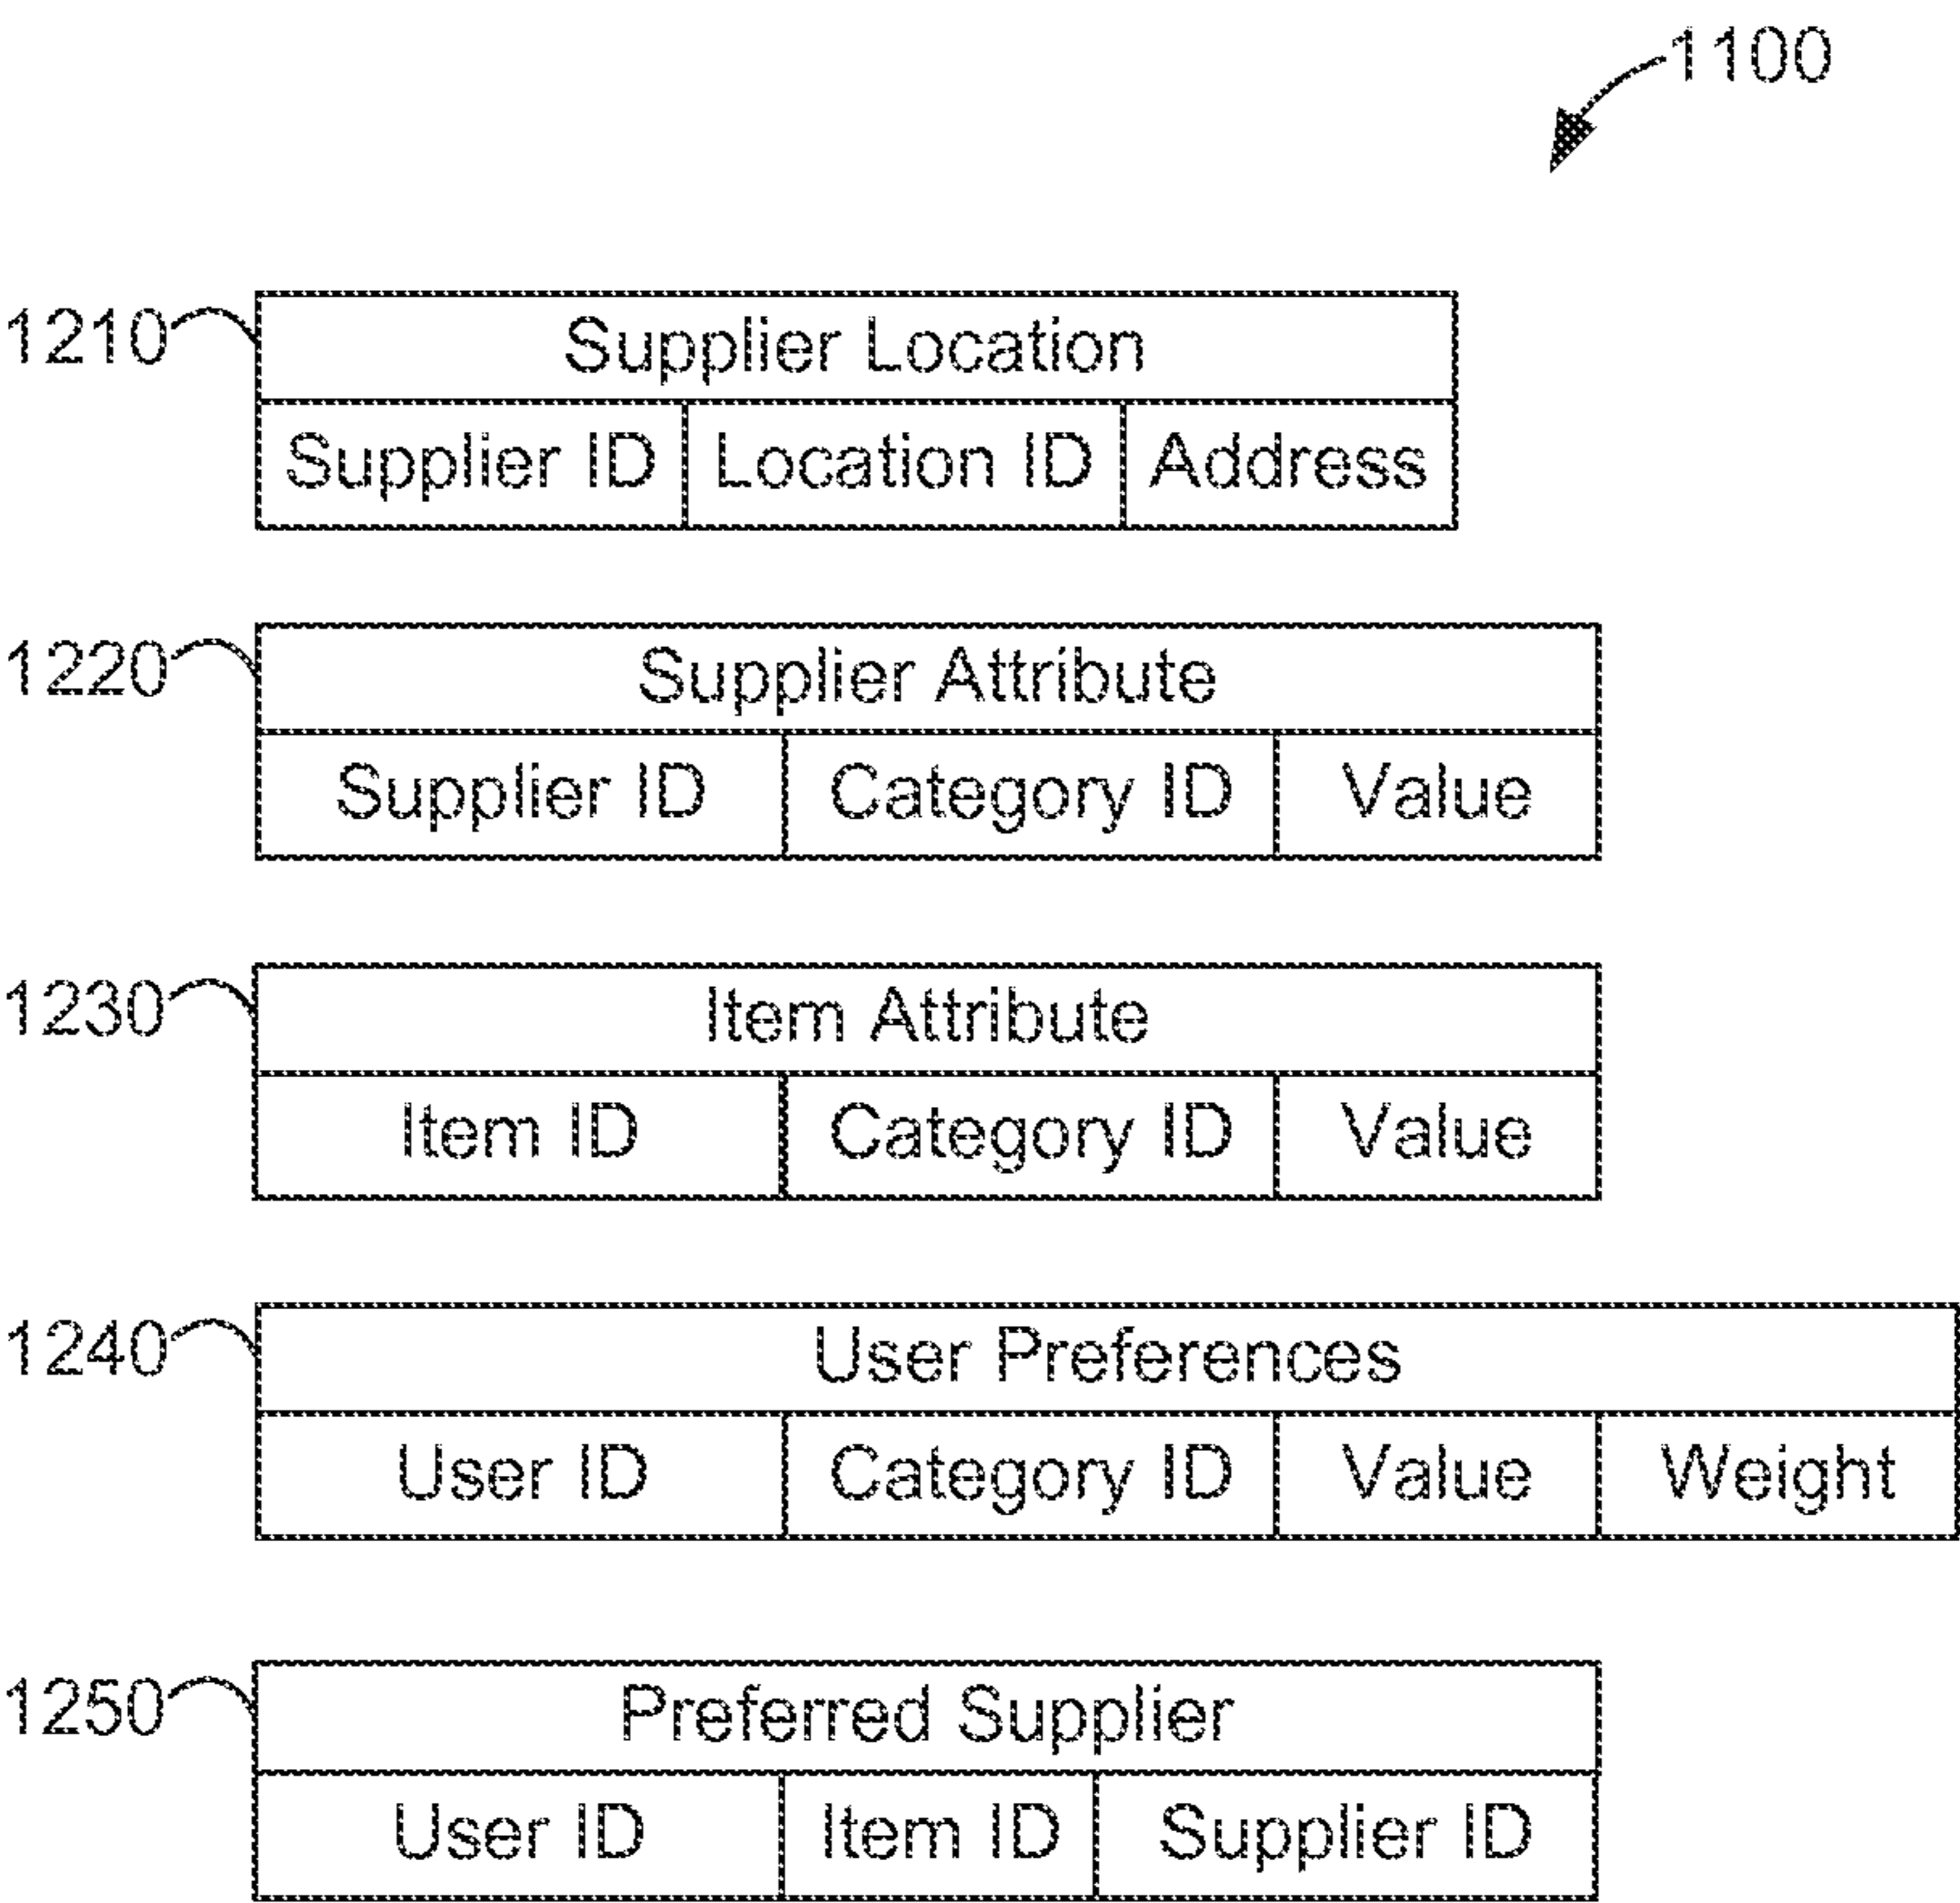 1100
1210 Supplier Location
Supplier ID Location ID Address
1220 Supplier Attribute
Supplier ID Category ID Value
1230 Item Attribute
Item ID Category ID Value
1240 User Preferences
User ID Category ID Value Weight
1250 Preferred Supplier
User ID Item ID Supplier ID